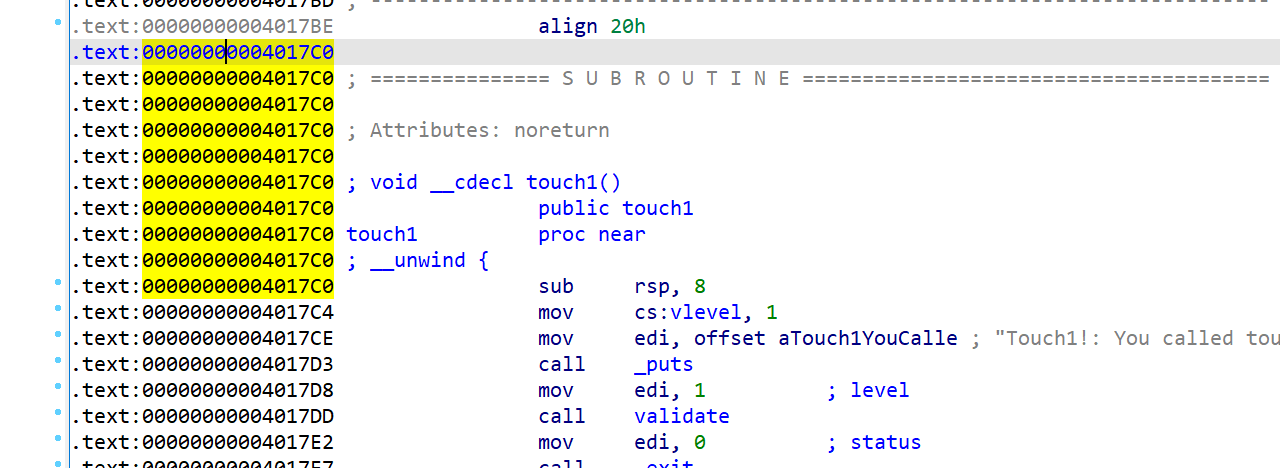 .text:00000000004017BD ; ---------------------------------------------------------------------------
.text:00000000004017BE                 align 20h
.text:00000000004017C0
.text:00000000004017C0 ; =============== S U B R O U T I N E =======================================
.text:00000000004017C0
.text:00000000004017C0 ; Attributes: noreturn
.text:00000000004017C0
.text:00000000004017C0 ; void __cdecl touch1()
.text:00000000004017C0                 public touch1
.text:00000000004017C0 touch1          proc near
.text:00000000004017C0 ; __unwind {
.text:00000000004017C0                 sub     rsp, 8
.text:00000000004017C4                 mov     cs:vlevel, 1
.text:00000000004017CE                 mov     edi, offset aTouch1YouCalle ; "Touch1!: You called tou
.text:00000000004017D3                 call    _puts
.text:00000000004017D8                 mov     edi, 1          ; level
.text:00000000004017DD                 call    validate
.text:00000000004017E2                 mov     edi, 0          ; status
.text:00000000004017E7                 call    _exit